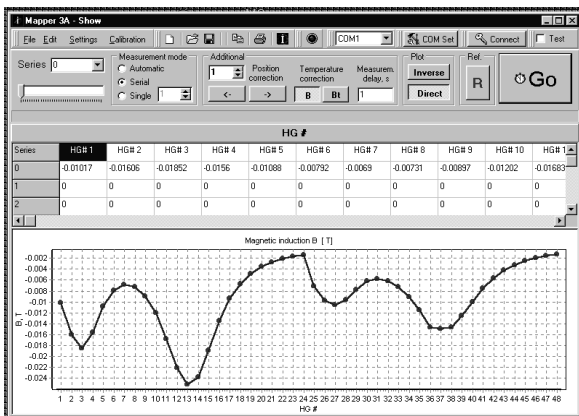 Mapper 3A - Show
File Edit Settings Calibration COM1 COM Set Connect Test
Series 0
Measurement mode
Automatic
Serial
Single 1
Additional
1 Position correction
<- ->
Temperature correction
B Bt
Measurem. delay, s
1
Plot
Inverse
Direct
Ref.
R
Go
HG #
Series HG# 1 HG# 2 HG# 3 HG# 4 HG# 5 HG# 6 HG# 7 HG# 8 HG# 9 HG# 10 HG# 1
0 -0.01017 -0.01606 -0.01852 -0.0156 -0.01088 -0.00792 -0.0069 -0.00731 -0.00897 -0.01202 -0.01683
1 0 0 0 0 0 0 0 0 0 0 0
2 0 0 0 0 0 0 0 0 0 0 0
Magnetic induction B [T]
-0.002
-0.004
-0.006
-0.008
-0.01
-0.012
-0.014
-0.016
-0.018
-0.02
-0.022
-0.024
B, T
1 2 3 4 5 6 7 8 9 10 11 12 13 14 15 16 17 18 19 20 21 22 23 24 25 26 27 28 29 30 31 32 33 34 35 36 37 38 39 40 41 42 43 44 45 46 47 48
HG #